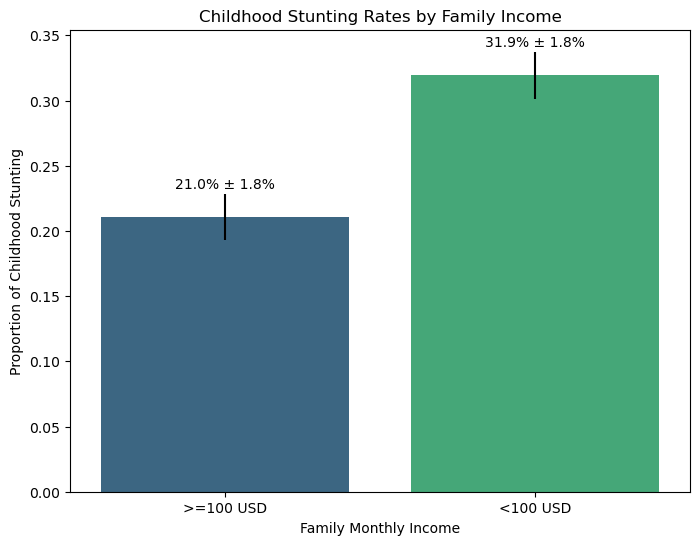 Childhood Stunting Rates by Family Income
Proportion of Childhood Stunting
0.35
0.30
0.25
0.20
0.15
0.10
0.05
0.00
21.0% ± 1.8%
31.9% ± 1.8%
>=100 USD
<100 USD
Family Monthly Income